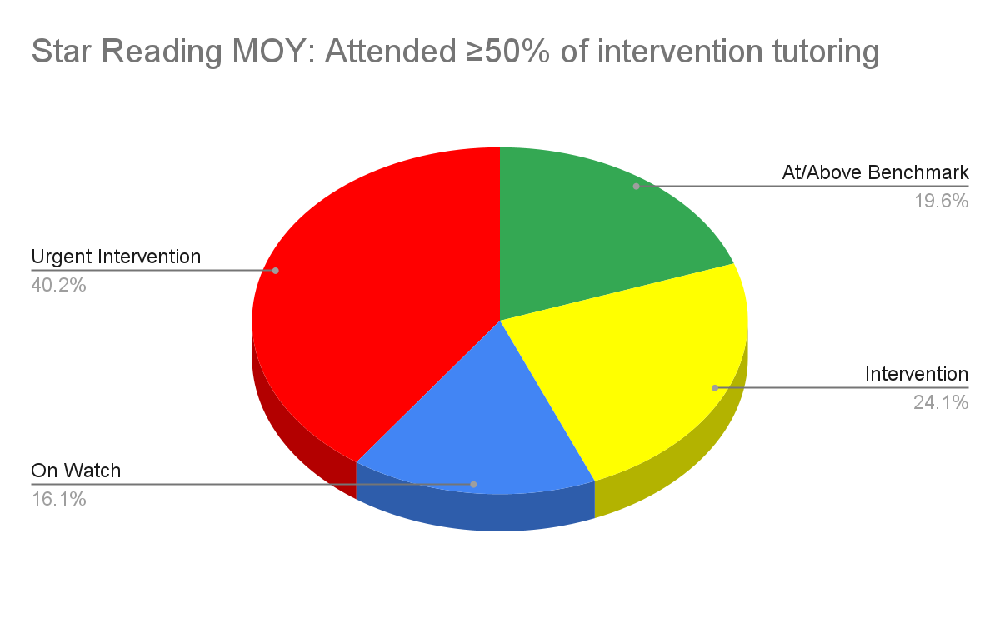 Star Reading MOY: Attended ≥50% of intervention tutoring
At/Above Benchmark
19.6%
Urgent Intervention
40.2%
Intervention
24.1%
On Watch
16.1%